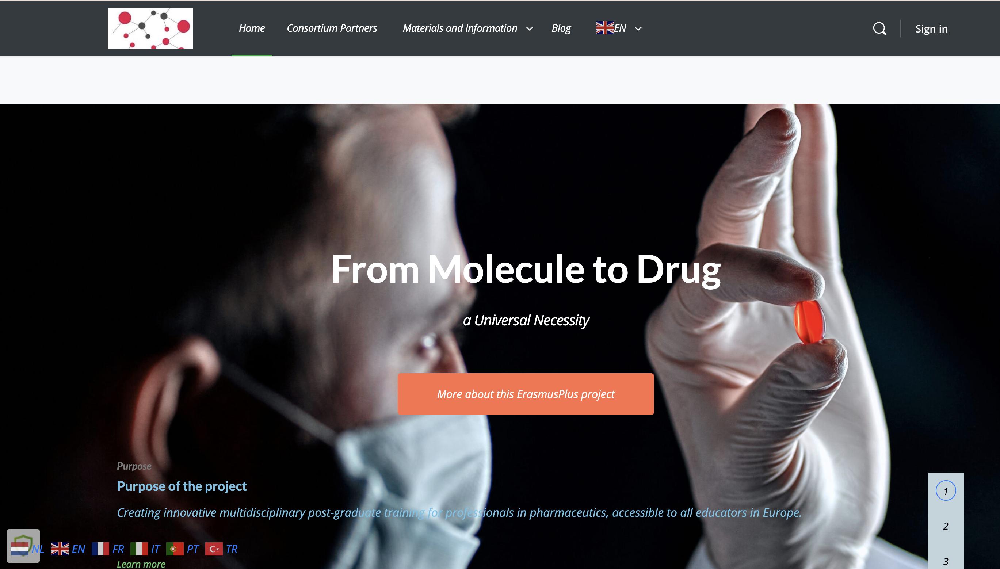 Home Consortium Partners Materials and Information Blog EN Sign in
From Molecule to Drug
a Universal Necessity
More about this ErasmusPlus project
Purpose
Purpose of the project
Creating innovative multidisciplinary post-graduate training for professionals in pharmaceutics, accessible to all educators in Europe.
1
2
NL EN FR IT PT TR
Learn more
3